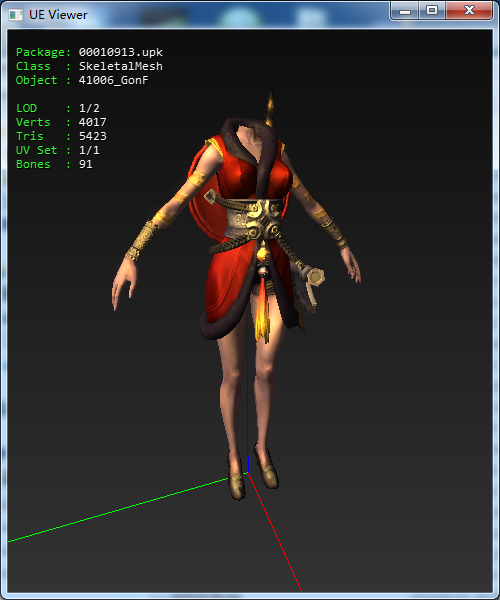 UE Viewer
Package: 00010913.upk
Class : SkeletalMesh
Object : 41006_GonF
LOD : 1/2
Verts : 4017
Tris : 5423
UV Set : 1/1
Bones : 91